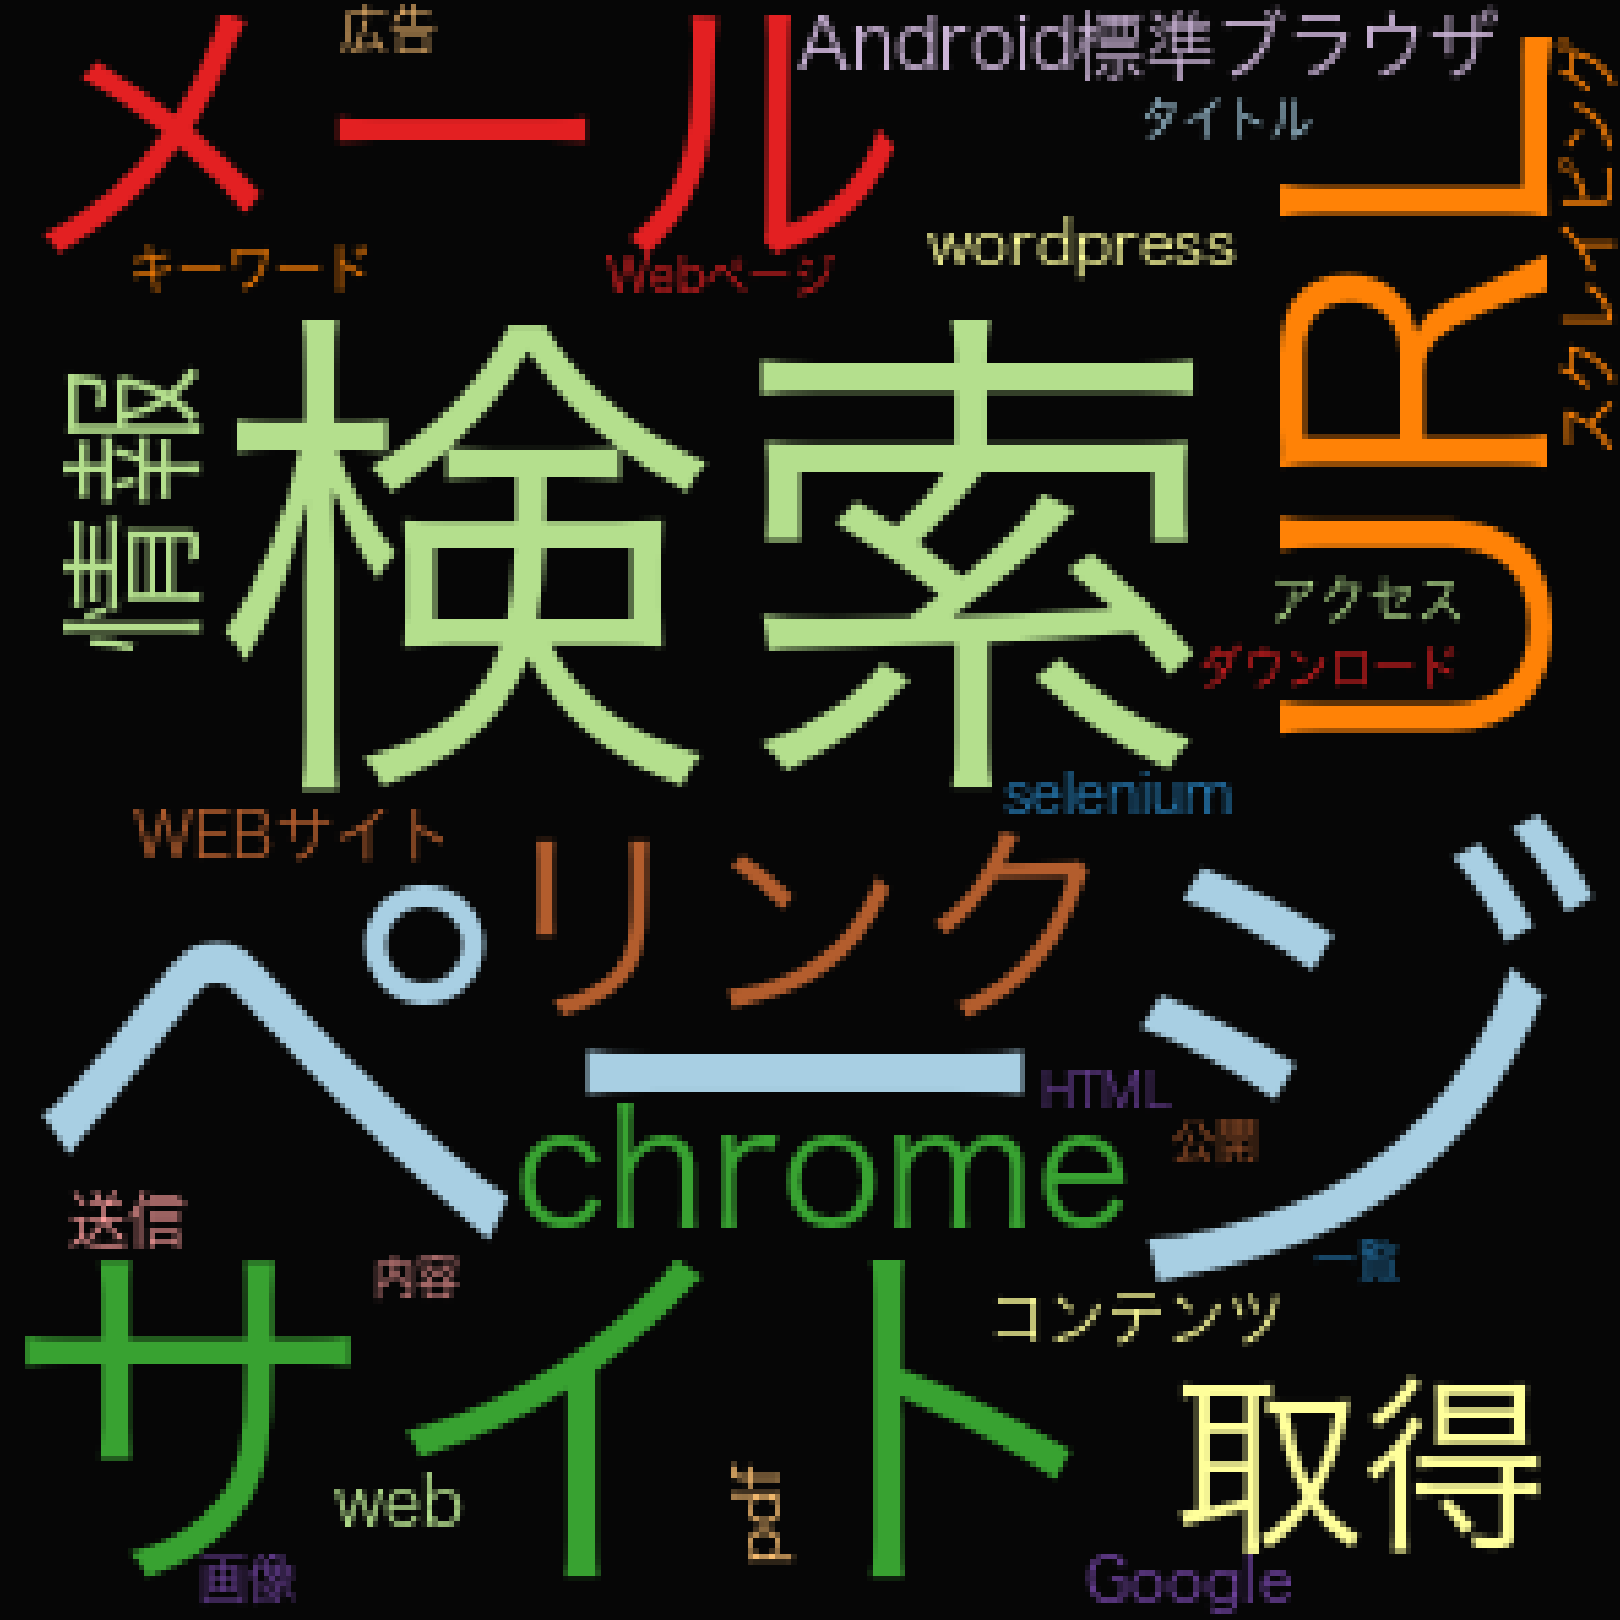 メール
広告
Android標準ブラウザ
タイトル
スクレイピング
URL
wordpress
キーワード
Webページ
情報
検索
アクセス
ダウンロード
selenium
WEBサイト
リンク
ページ
HTML
chrome
公開
送信
内容
一覧
サイト
コンテンツ
取得
web
pdf
画像
Google